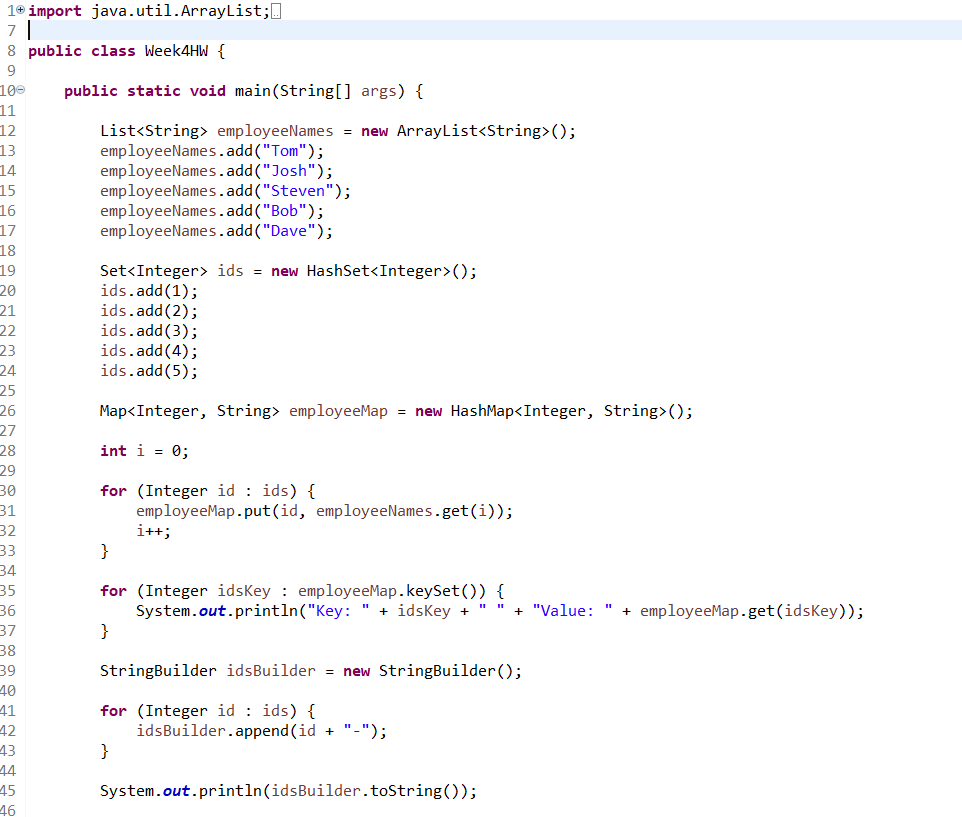 1 import java.util.ArrayList;
7
8 public class Week4HW {
9
10     public static void main(String[] args) {
11
12         List<String> employeeNames = new ArrayList<String>();
13         employeeNames.add("Tom");
14         employeeNames.add("Josh");
15         employeeNames.add("Steven");
16         employeeNames.add("Bob");
17         employeeNames.add("Dave");
18
19         Set<Integer> ids = new HashSet<Integer>();
20         ids.add(1);
21         ids.add(2);
22         ids.add(3);
23         ids.add(4);
24         ids.add(5);
25
26         Map<Integer, String> employeeMap = new HashMap<Integer, String>();
27
28         int i = 0;
29
30         for (Integer id : ids) {
31             employeeMap.put(id, employeeNames.get(i));
32             i++;
33         }
34
35         for (Integer idsKey : employeeMap.keySet()) {
36             System.out.println("Key: " + idsKey + " " + "Value: " + employeeMap.get(idsKey));
37         }
38
39         StringBuilder idsBuilder = new StringBuilder();
40
41         for (Integer id : ids) {
42             idsBuilder.append(id + "-");
43         }
44
45         System.out.println(idsBuilder.toString());
46